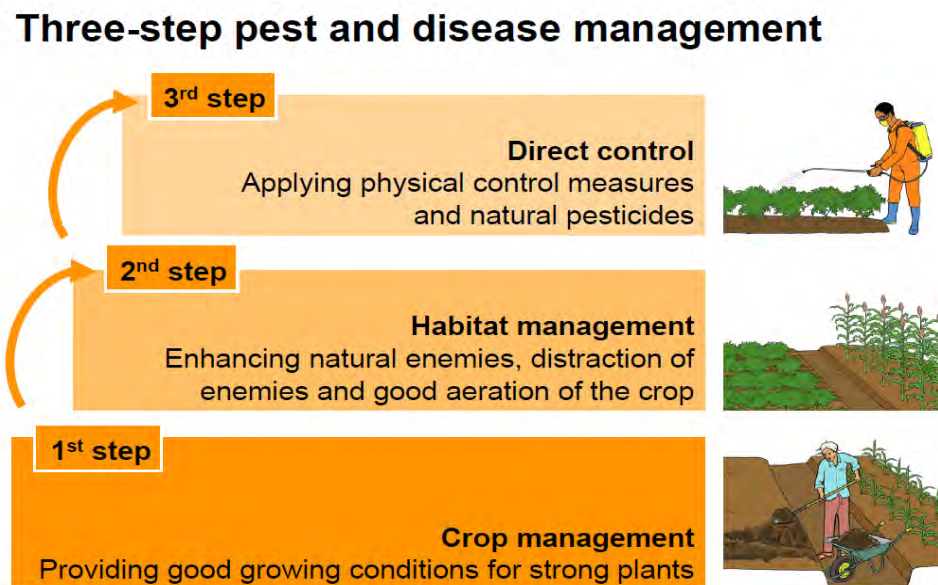 Three-step pest and disease management
3rd step
Direct control
Applying physical control measures
and natural pesticides
2nd step
Habitat management
Enhancing natural enemies, distraction of
enemies and good aeration of the crop
1st step
Crop management
Providing good growing conditions for strong plants